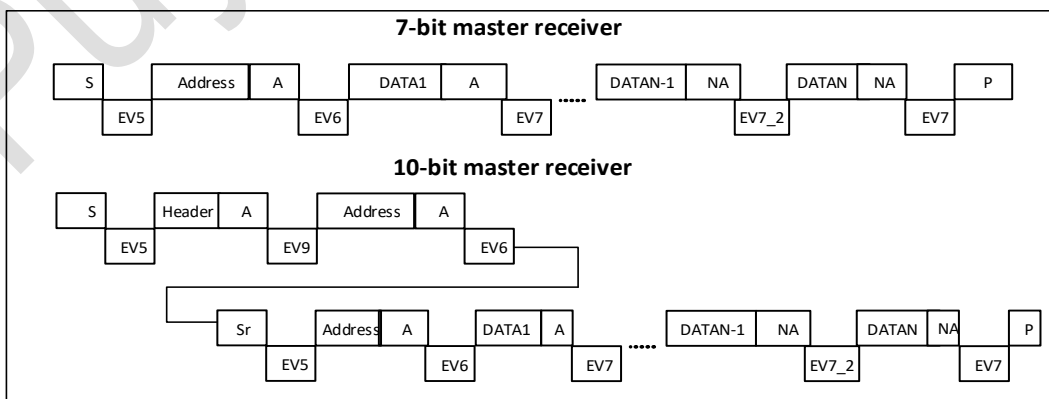 7-bit master receiver
S Address A DATA1 A ..... DATAN-1 NA DATAN NA P
EV5 EV6 EV7 EV7_2 EV7
10-bit master receiver
S Header A Address A
EV5 EV9 EV6
Sr Address A DATA1 A ..... DATAN-1 NA DATAN NA P
EV5 EV6 EV7 EV7_2 EV7